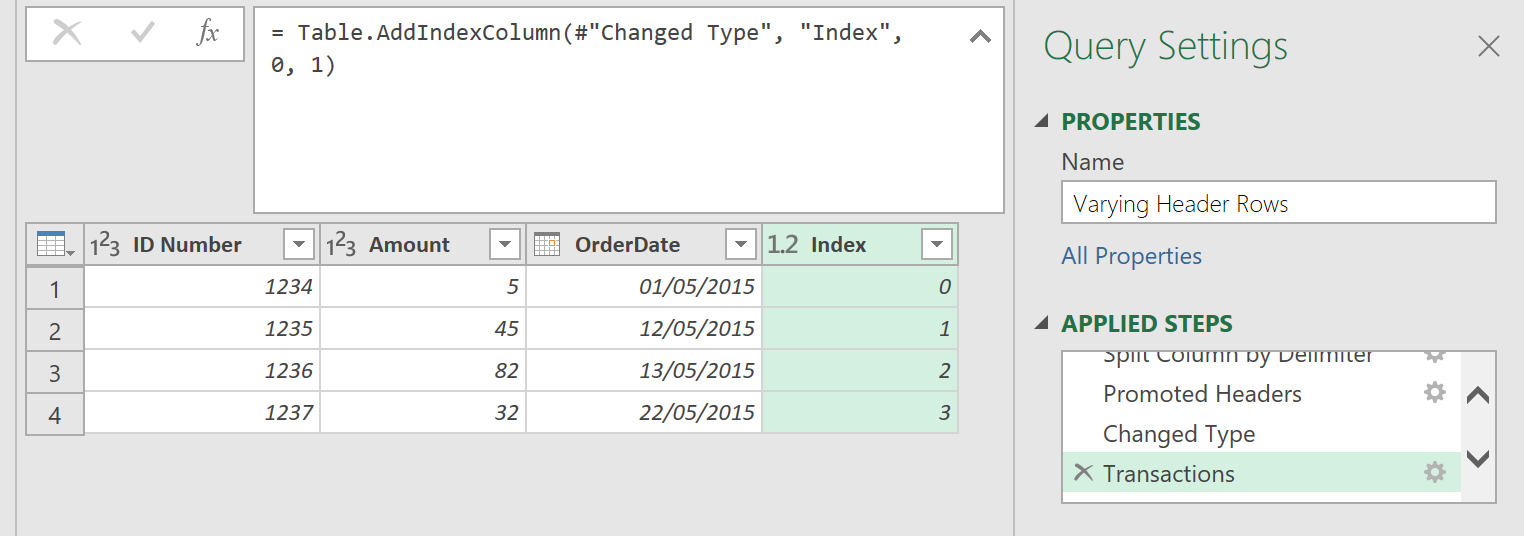 fx
= Table.AddIndexColumn(#"Changed Type", "Index",
0, 1)
1²3 ID Number 1²3 Amount OrderDate 1.2 Index
1 1234 5 01/05/2015 0
2 1235 45 12/05/2015 1
3 1236 82 13/05/2015 2
4 1237 32 22/05/2015 3
Query Settings
PROPERTIES
Name
Varying Header Rows
All Properties
APPLIED STEPS
Split Column by Delimiter
Promoted Headers
Changed Type
Transactions